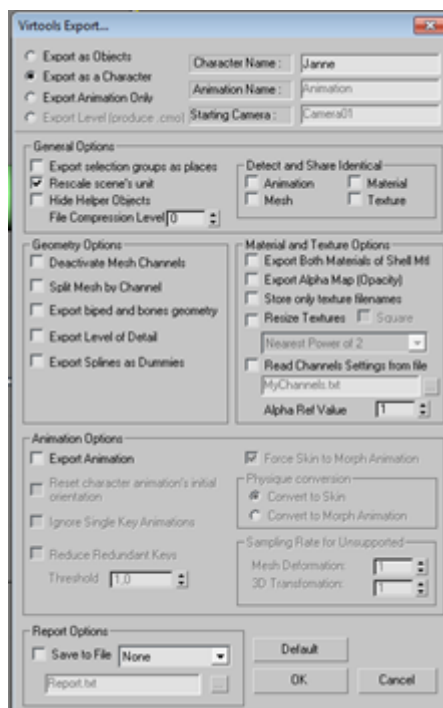 Virtools Export...
Export as Objects
Export as a Character
Export Animation Only
Export Level (produce .cmo)
Character Name : Janne
Animation Name : Animation
Starting Camera : Camera01
General Options
Export selection groups as places
Rescale scene's unit
Hide Helper Objects
File Compression Level 0
Detect and Share Identical
Animation Material
Mesh Texture
Geometry Options
Deactivate Mesh Channels
Split Mesh by Channel
Export biped and bones geometry
Export Level of Detail
Export Splines as Dummies
Material and Texture Options
Export Both Materials of Shell Mtl
Export Alpha Map (Opacity)
Store only texture filenames
Resize Textures Square
Nearest Power of 2
Read Channels Settings from file
MyChannels.txt ...
Alpha Ref Value 1
Animation Options
Export Animation
Reset character animation's initial
orientation
Ignore Single Key Animations
Reduce Redundant Keys
Threshold 1,0
Force Skin to Morph Animation
Physique conversion
Convert to Skin
Convert to Morph Animation
Sampling Rate for Unsupported
Mesh Deformation: 1
3D Transfomation: 1
Report Options
Save to File None
Report.txt ...
Default
OK Cancel